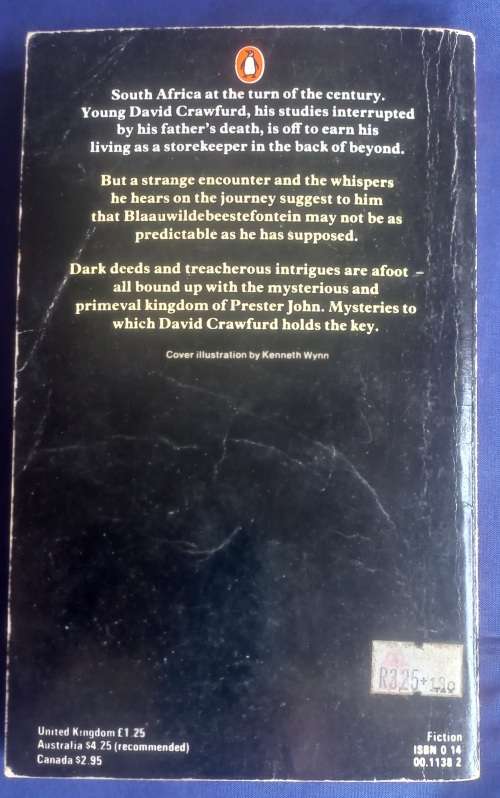 South Africa at the turn of the century.
Young David Crawfurd, his studies interrupted
by his father's death, is off to earn his
living as a storekeeper in the back of beyond.
But a strange encounter and the whispers
he hears on the journey suggest to him
that Blaauwildebeestefontein may not be as
predictable as he has supposed.
Dark deeds and treacherous intrigues are afoot –
all bound up with the mysterious and
primeval kingdom of Prester John. Mysteries to
which David Crawfurd holds the key.
Cover illustration by Kenneth Wynn
R3,25+
United Kingdom £1.25
Australia $4.25 (recommended)
Canada $2.95
Fiction
ISBN 0 14
00.1138 2